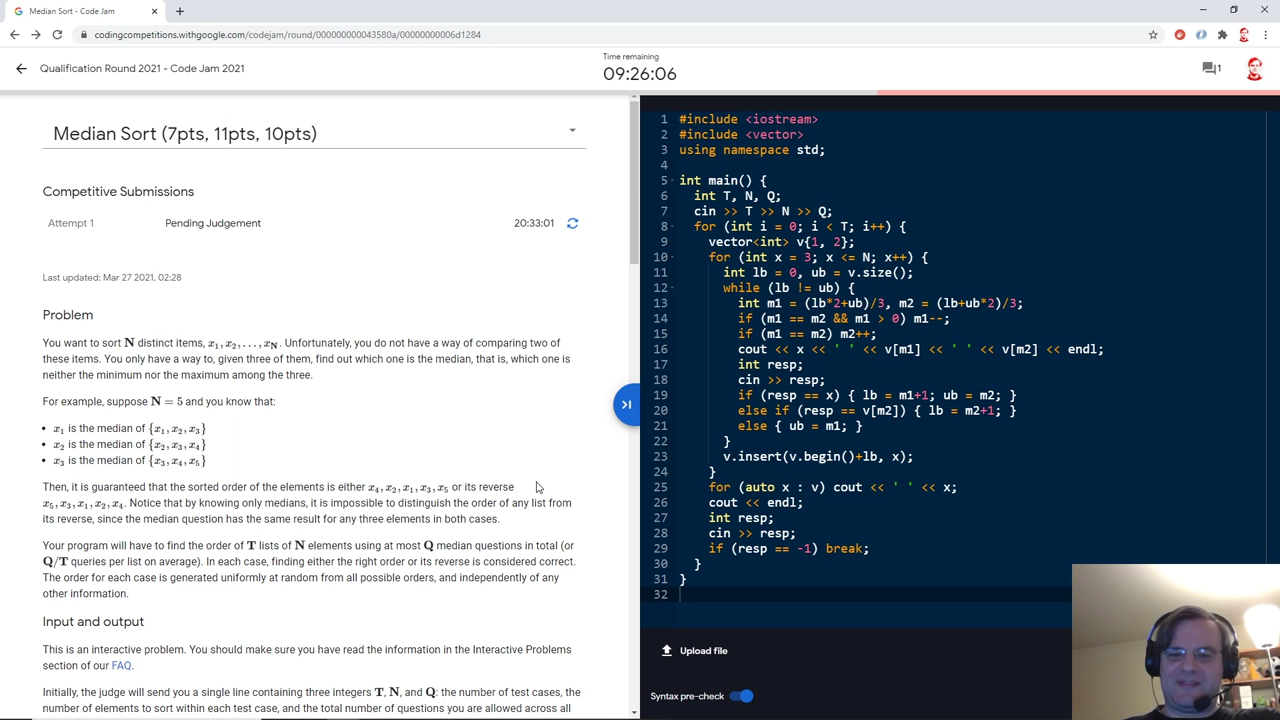 Median Sort - Code Jam
codingcompetitions.withgoogle.com/codejam/round/000000000043580a/00000000006d1284
Qualification Round 2021 - Code Jam 2021
Time remaining
09:26:06
1
Median Sort (7pts, 11pts, 10pts)
Competitive Submissions
Attempt 1 Pending Judgement 20:33:01
Last updated: Mar 27 2021, 02:28
Problem
You want to sort N distinct items, x₁, x₂, . . . , x_N. Unfortunately, you do not have a way of comparing two of
these items. You only have a way to, given three of them, find out which one is the median, that is, which one is
neither the minimum nor the maximum among the three.
For example, suppose N = 5 and you know that:
• x₁ is the median of {x₁, x₂, x₃}
• x₂ is the median of {x₂, x₃, x₄}
• x₃ is the median of {x₃, x₄, x₅}
Then, it is guaranteed that the sorted order of the elements is either x₄, x₂, x₁, x₃, x₅ or its reverse
x₅, x₃, x₁, x₂, x₄. Notice that by knowing only medians, it is impossible to distinguish the order of any list from
its reverse, since the median question has the same result for any three elements in both cases.
Your program will have to find the order of T lists of N elements using at most Q median questions in total (or
Q/T queries per list on average). In each case, finding either the right order or its reverse is considered correct.
The order for each case is generated uniformly at random from all possible orders, and independently of any
other information.
Input and output
This is an interactive problem. You should make sure you have read the information in the Interactive Problems
section of our FAQ.
Initially, the judge will send you a single line containing three integers T, N, and Q: the number of test cases, the
number of elements to sort within each test case, and the total number of questions you are allowed across all
1 #include <iostream>
2 #include <vector>
3 using namespace std;
4
5 int main() {
6   int T, N, Q;
7   cin >> T >> N >> Q;
8   for (int i = 0; i < T; i++) {
9     vector<int> v{1, 2};
10     for (int x = 3; x <= N; x++) {
11       int lb = 0, ub = v.size();
12       while (lb != ub) {
13         int m1 = (lb*2+ub)/3, m2 = (lb+ub*2)/3;
14         if (m1 == m2 && m1 > 0) m1--;
15         if (m1 == m2) m2++;
16         cout << x << ' ' << v[m1] << ' ' << v[m2] << endl;
17         int resp;
18         cin >> resp;
19         if (resp == x) { lb = m1+1; ub = m2; }
20         else if (resp == v[m2]) { lb = m2+1; }
21         else { ub = m1; }
22       }
23       v.insert(v.begin()+lb, x);
24     }
25     for (auto x : v) cout << ' ' << x;
26     cout << endl;
27     int resp;
28     cin >> resp;
29     if (resp == -1) break;
30   }
31 }
32
Upload file
Syntax pre-check